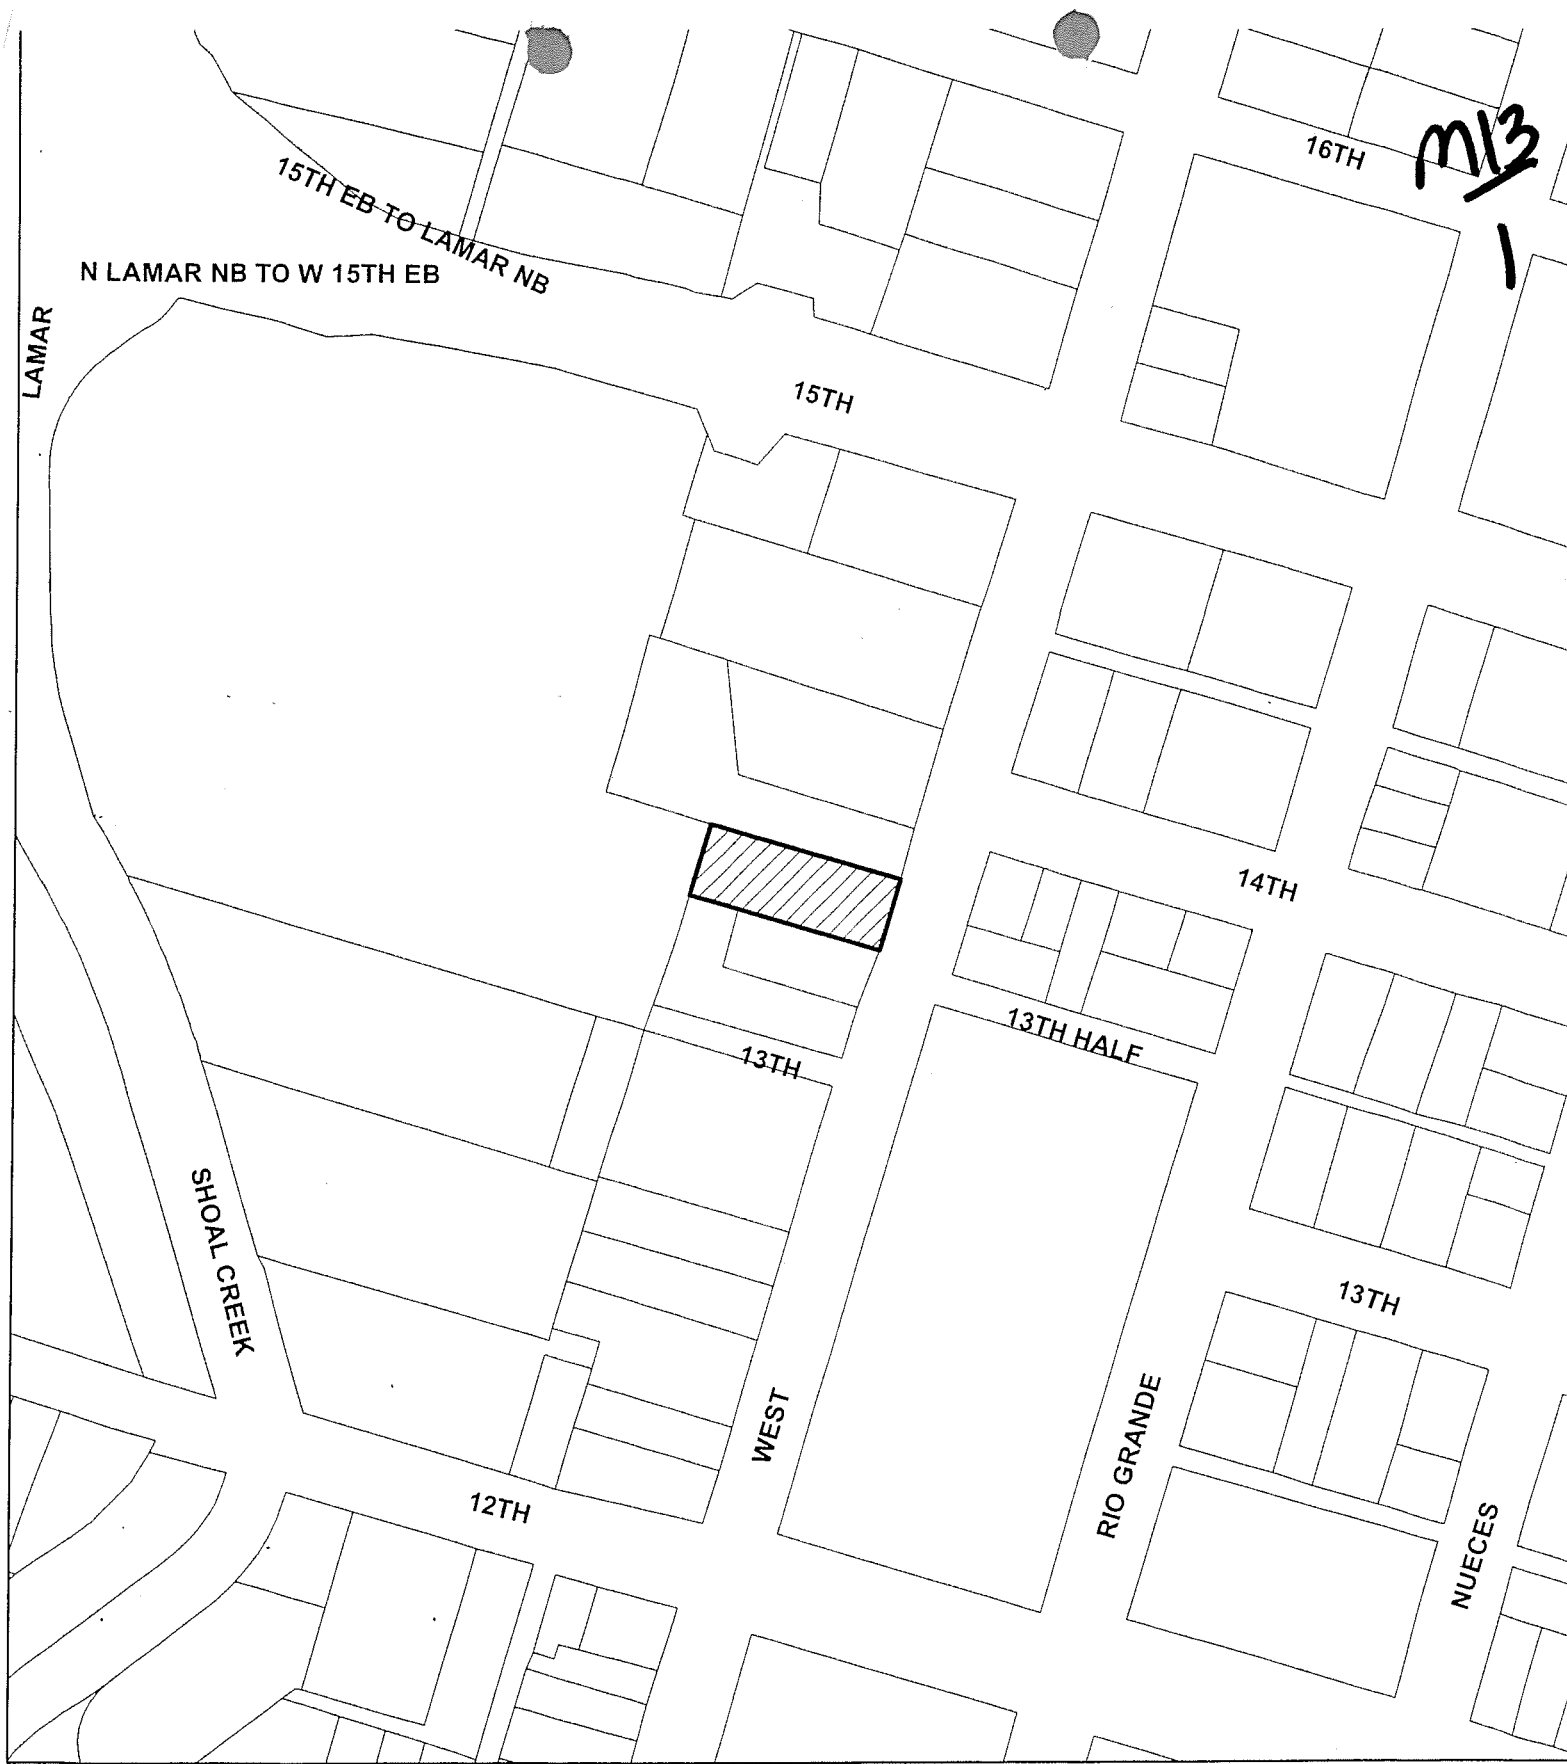 16TH
M13
1
15TH EB TO LAMAR NB
N LAMAR NB TO W 15TH EB
LAMAR
15TH
14TH
13TH HALF
13TH
SHOAL CREEK
13TH
WEST
RIO GRANDE
12TH
NUECES